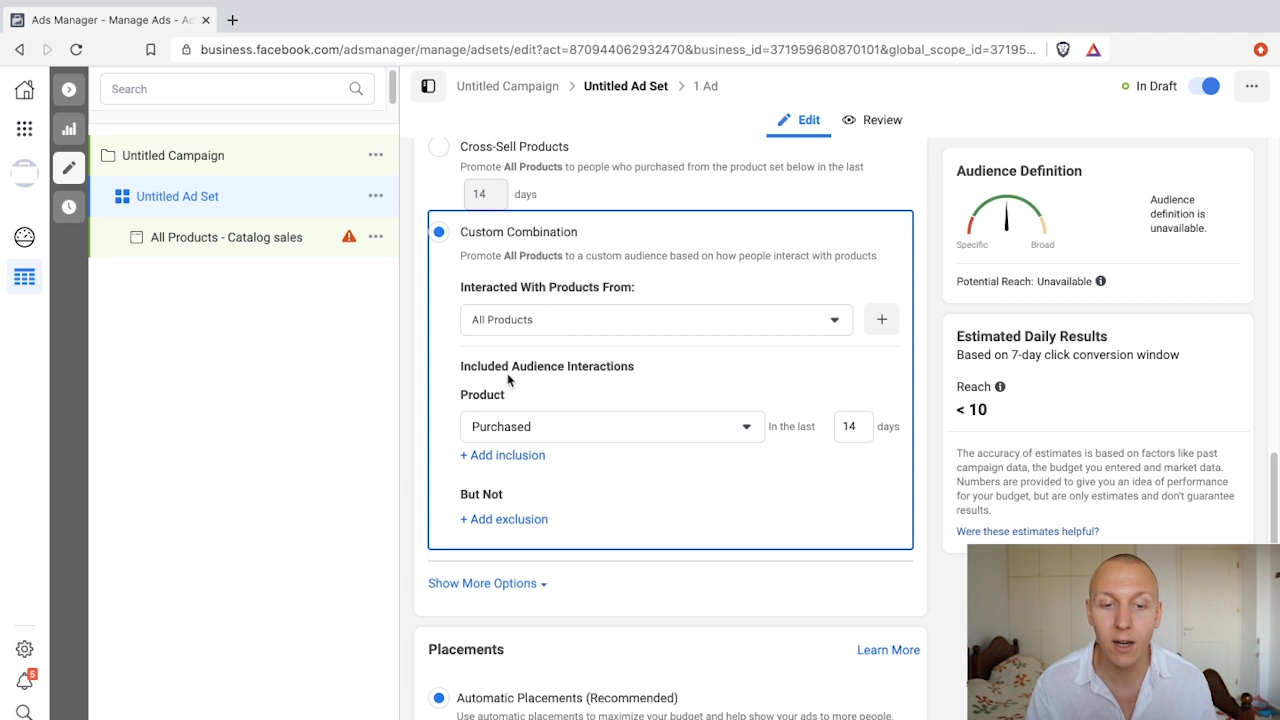 Ads Manager - Manage Ads - Ac
business.facebook.com/adsmanager/manage/adsets/edit?act=870944062932470&business_id=371959680870101&global_scope_id=37195...
Search
Untitled Campaign > Untitled Ad Set > 1 Ad
In Draft
Edit
Review
Untitled Campaign
Untitled Ad Set
All Products - Catalog sales
5
Cross-Sell Products
Promote All Products to people who purchased from the product set below in the last
14 days
Custom Combination
Promote All Products to a custom audience based on how people interact with products
Interacted With Products From:
All Products
+
Included Audience Interactions
Product
Purchased In the last 14 days
+ Add inclusion
But Not
+ Add exclusion
Show More Options
Placements Learn More
Automatic Placements (Recommended)
Use automatic placements to maximize your budget and help show your ads to more people.
Audience Definition
Specific
Broad
Audience
definition is
unavailable.
Potential Reach: Unavailable
Estimated Daily Results
Based on 7-day click conversion window
Reach
< 10
The accuracy of estimates is based on factors like past
campaign data, the budget you entered and market data.
Numbers are provided to give you an idea of performance
for your budget, but are only estimates and don't guarantee
results.
Were these estimates helpful?